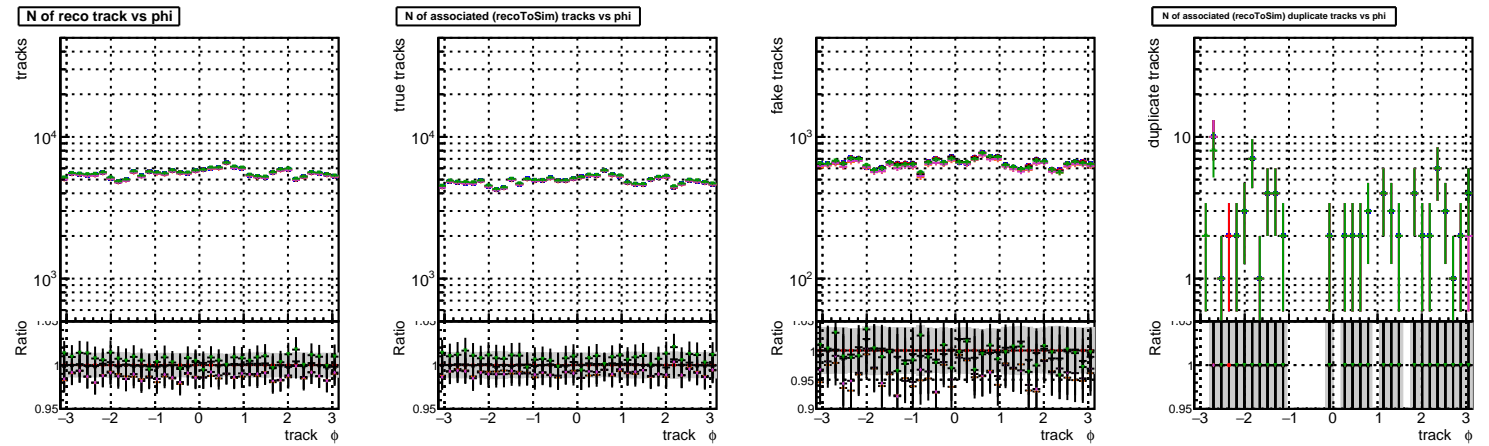 N of reco track vs phi
tracks
10⁴
10³
Ratio
1
0.95
−3 −2 −1 0 1 2 3
track φ
N of associated (recoToSim) tracks vs phi
true tracks
10⁴
10³
Ratio
1
0.95
−3 −2 −1 0 1 2 3
track φ
fake tracks
10³
10²
Ratio
1
0.95
0.9
−3 −2 −1 0 1 2 3
track φ
N of associated (recoToSim) duplicate tracks vs phi
duplicate tracks
10
1
Ratio
1
0.95
−3 −2 −1 0 1 2 3
track φ